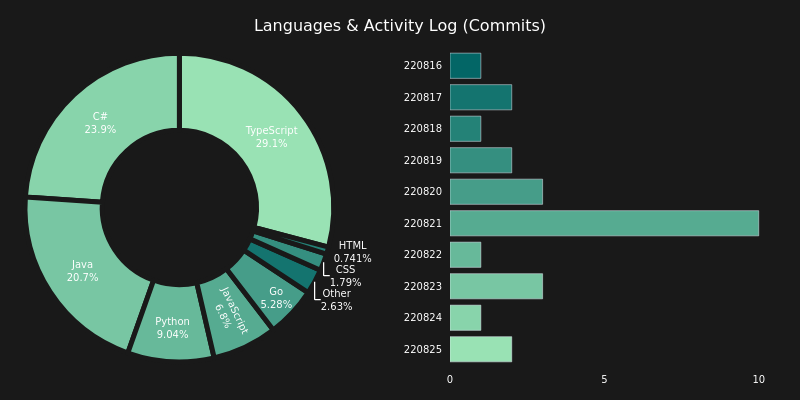 Languages & Activity Log (Commits)
C#
23.9%
TypeScript
29.1%
Java
20.7%
Python
9.04%
JavaScript
6.8%
Go
5.28%
HTML
0.741%
CSS
1.79%
Other
2.63%
220816
220817
220818
220819
220820
220821
220822
220823
220824
220825
0
5
10